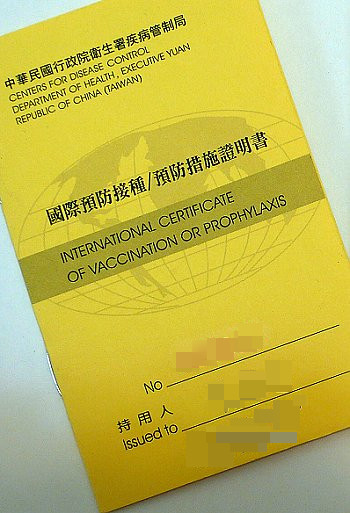 中華民國行政院衛生署疾病管制局
CENTERS FOR DISEASE CONTROL
DEPARTMENT OF HEALTH, EXECUTIVE YUAN
REPUBLIC OF CHINA (TAIWAN)
國際預防接種/預防措施證明書
INTERNATIONAL CERTIFICATE
OF VACCINATION OR PROPHYLAXIS
No
持用人
Issued to